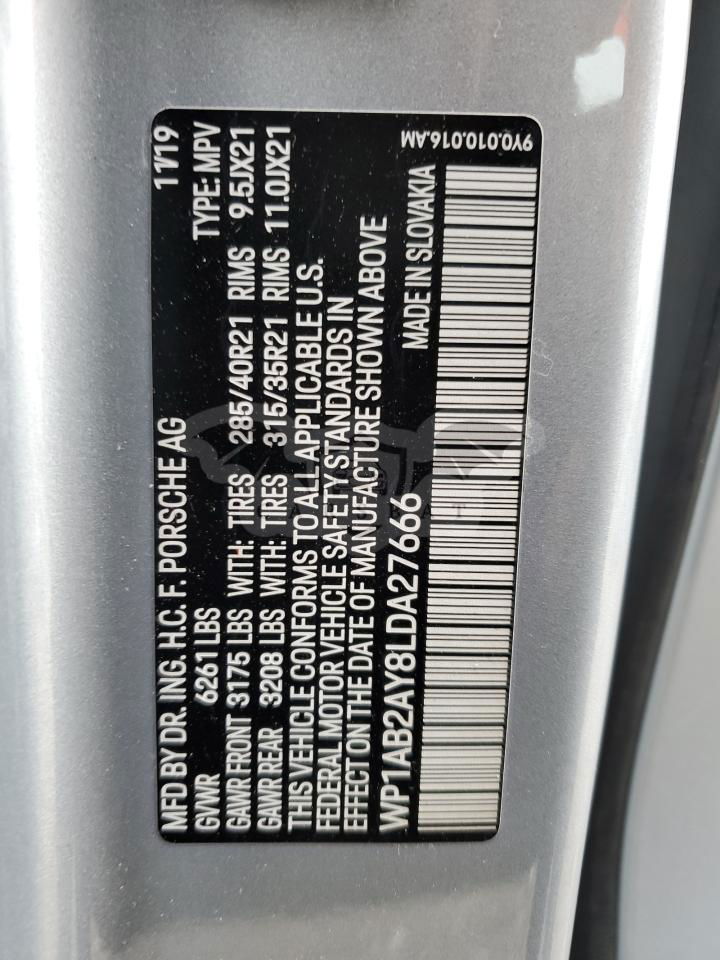 MFD BY DR. ING. H.C. F. PORSCHE AG 11/19
GVWR 6261 LBS TYPE: MPV
GAWR FRONT 3175 LBS WITH: TIRES 285/40R21 RIMS 9.5JX21
GAWR REAR 3208 LBS WITH: TIRES 315/35R21 RIMS 11.0JX21
THIS VEHICLE CONFORMS TO ALL APPLICABLE U.S.
FEDERAL MOTOR VEHICLE SAFETY STANDARDS IN
EFFECT ON THE DATE OF MANUFACTURE SHOWN ABOVE
WP1AB2AY8LDA27666
MADE IN SLOVAKIA
9Y0.010.016.AM